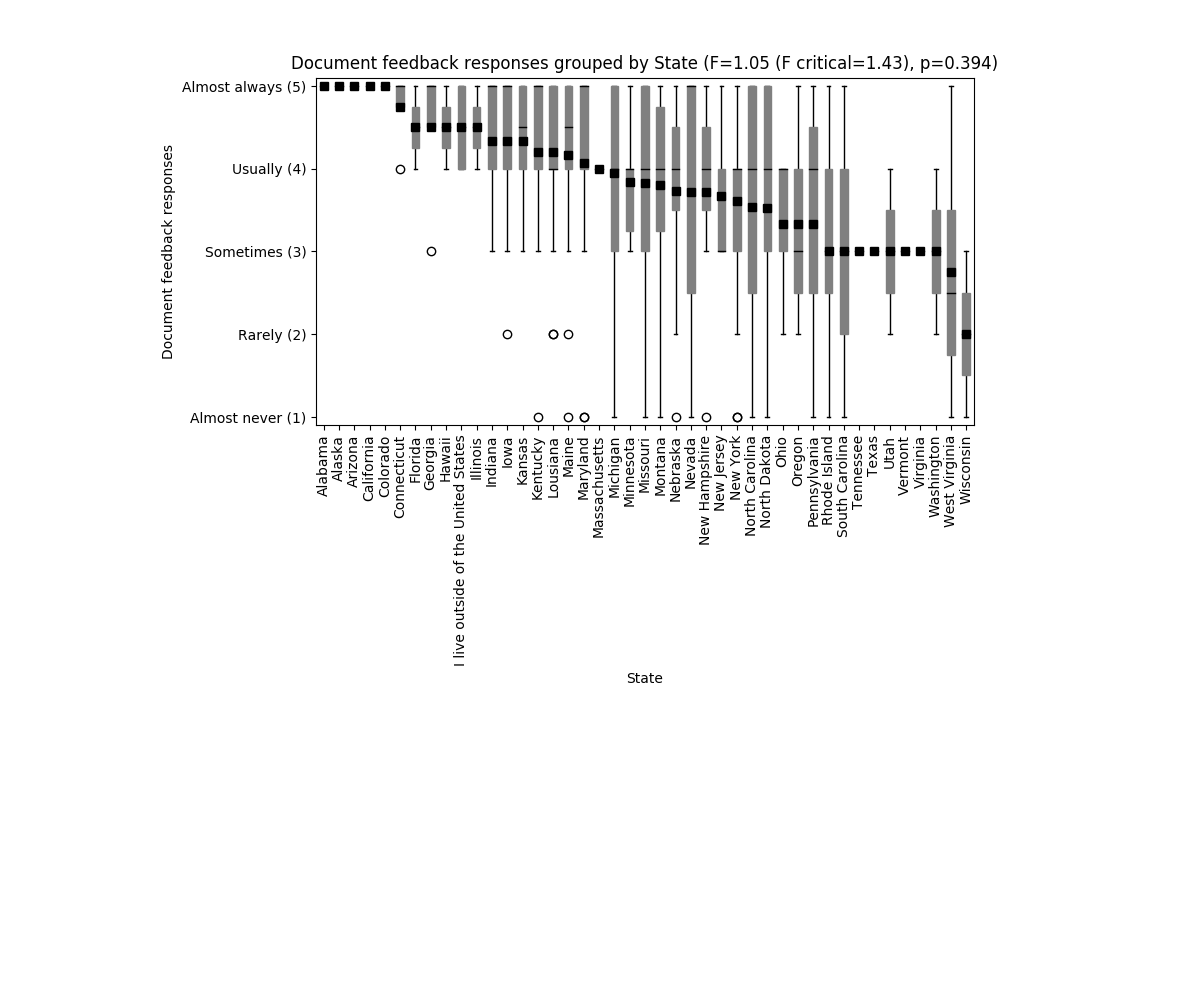 Document feedback responses grouped by State (F=1.05 (F critical=1.43), p=0.394)
Document feedback responses
Almost always (5)
Usually (4)
Sometimes (3)
Rarely (2)
Almost never (1)
Alabama
Alaska
Arizona
California
Colorado
Connecticut
Florida
Georgia
Hawaii
I live outside of the United States
Illinois
Indiana
Iowa
Kansas
Kentucky
Lousiana
Maine
Maryland
Massachusetts
Michigan
Minnesota
Missouri
Montana
Nebraska
Nevada
New Hampshire
New Jersey
New York
North Carolina
North Dakota
Ohio
Oregon
Pennsylvania
Rhode Island
South Carolina
Tennessee
Texas
Utah
Vermont
Virginia
Washington
West Virginia
Wisconsin
State